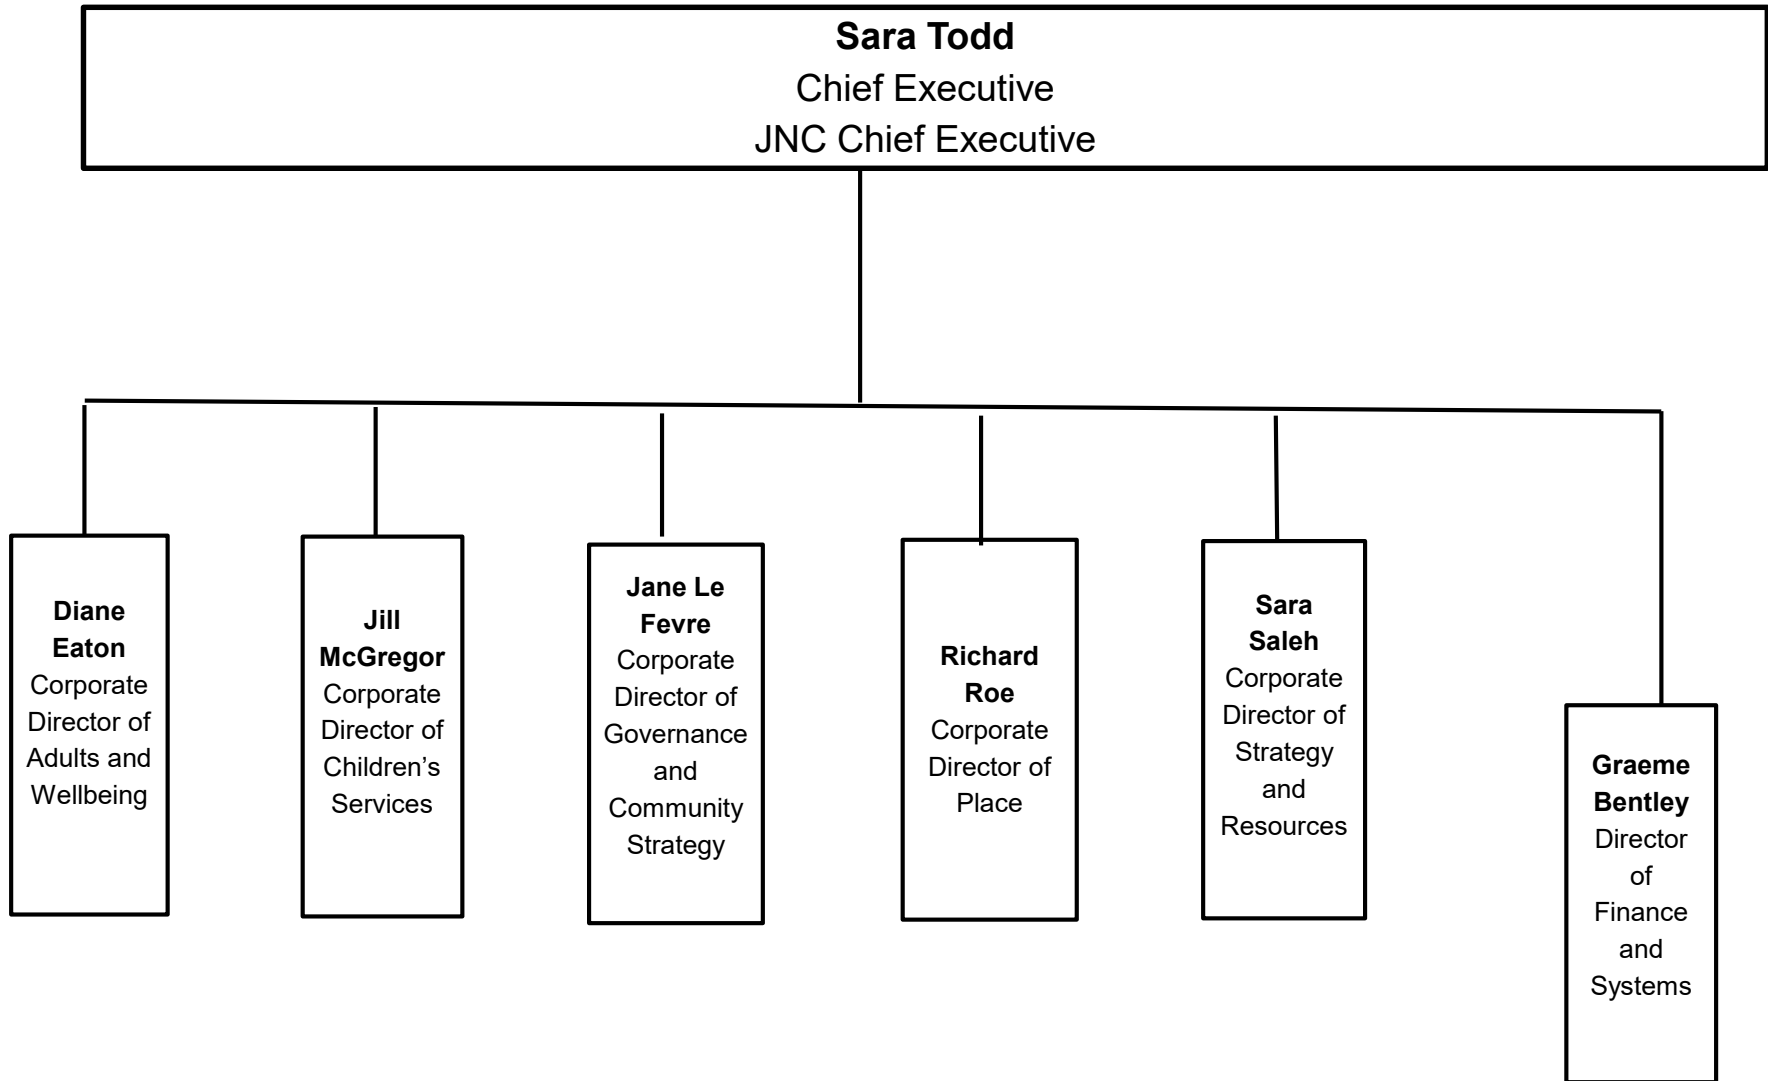 Sara Todd
Chief Executive
JNC Chief Executive
Diane
Eaton
Corporate
Director of
Adults and
Wellbeing
Jill
McGregor
Corporate
Director of
Children’s
Services
Jane Le
Fevre
Corporate
Director of
Governance
and
Community
Strategy
Richard
Roe
Corporate
Director of
Place
Sara
Saleh
Corporate
Director of
Strategy
and
Resources
Graeme
Bentley
Director
of
Finance
and
Systems